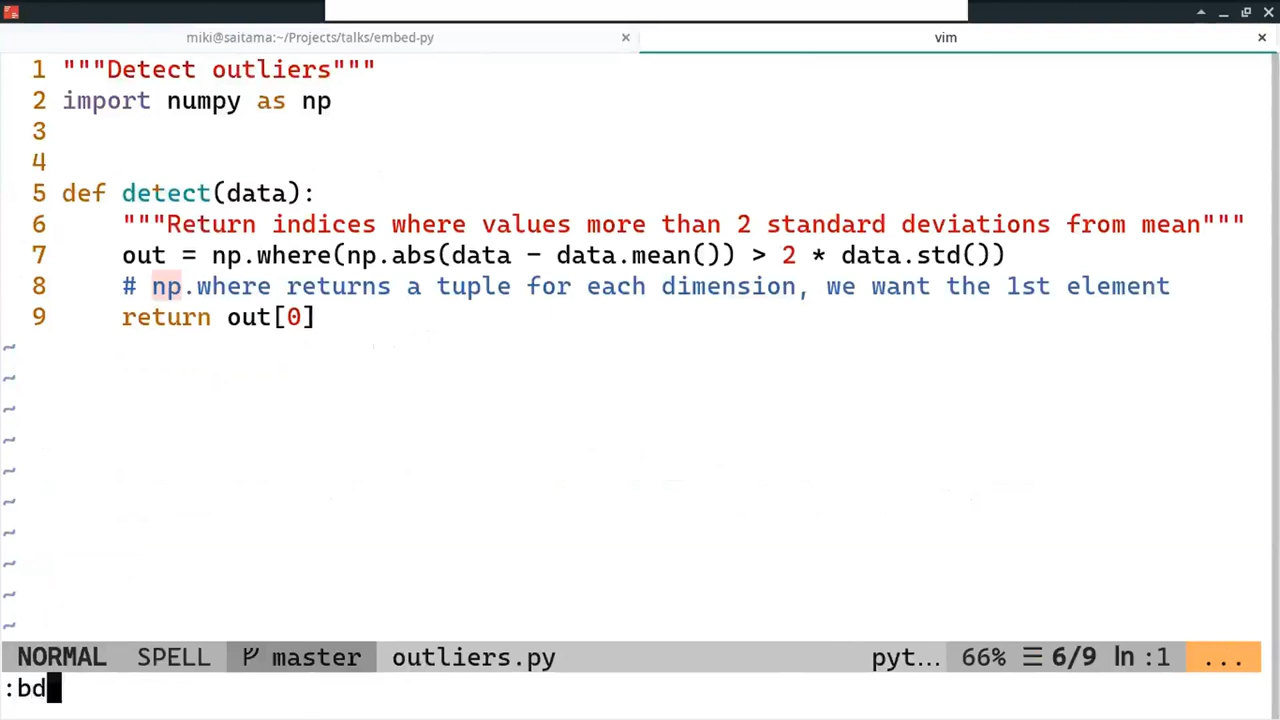 miki@saitama:~/Projects/talks/embed-py × vim ×
1 """Detect outliers"""
2 import numpy as np
3
4
5 def detect(data):
6     """Return indices where values more than 2 standard deviations from mean"""
7     out = np.where(np.abs(data - data.mean()) > 2 * data.std())
8     # np.where returns a tuple for each dimension, we want the 1st element
9     return out[0]
~
~
~
~
~
~
~
~
~
~
NORMAL SPELL master outliers.py pyt... 66% ☰ 6/9 ln :1 ...
:bd